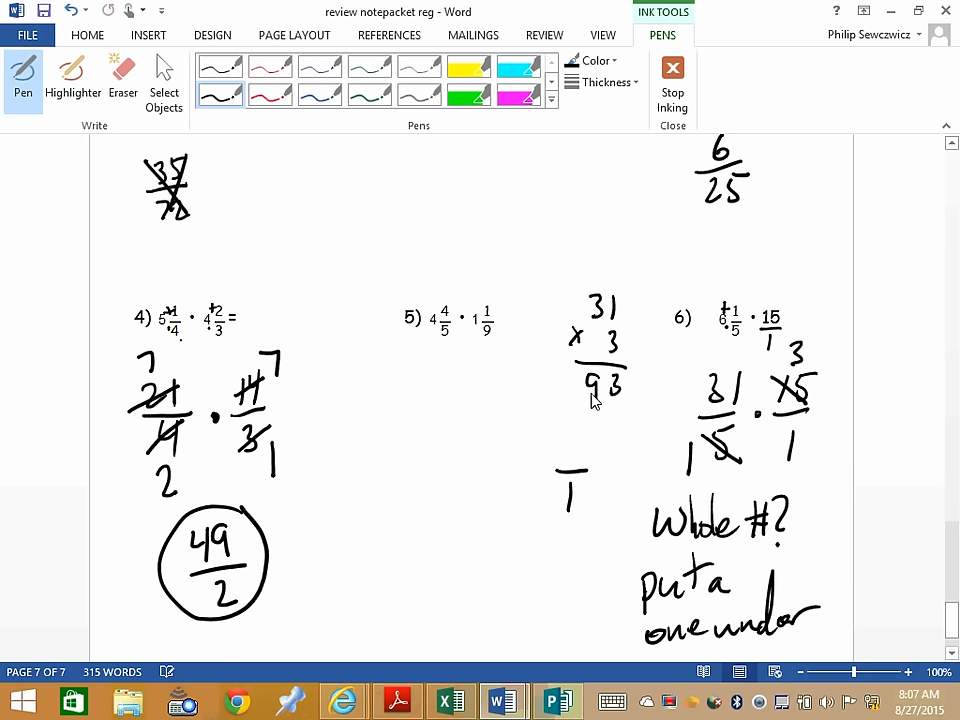 review notepacket reg - Word
INK TOOLS
FILE HOME INSERT DESIGN PAGE LAYOUT REFERENCES MAILINGS REVIEW VIEW PENS
Philip Sewczwicz
Pen Highlighter Eraser Select Objects
Color
Thickness
Stop Inking
Write Pens Close
35/72
6/25
4) 5 1/4 · 4 2/3 =
5) 4 4/5 · 1 1/9
6) 6 1/5 · 15/1
31
x 3
93
7 7
21/4 · 14/3
2 1
49/2
3
31/5 · 15/1
1
/1
Whole #?
put a
one under
PAGE 7 OF 7 315 WORDS
100%
8:07 AM
8/27/2015